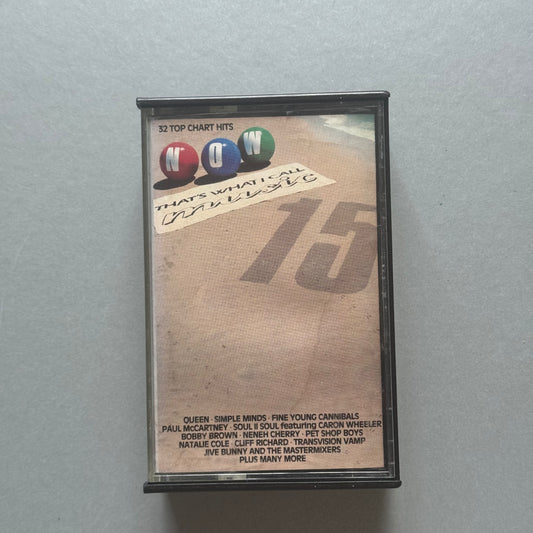 32 TOP CHART HITS
NOW
THAT'S WHAT I CALL
music
15
QUEEN · SIMPLE MINDS · FINE YOUNG CANNIBALS
PAUL McCARTNEY · SOUL II SOUL featuring CARON WHEELER
BOBBY BROWN · NENEH CHERRY · PET SHOP BOYS
NATALIE COLE · CLIFF RICHARD · TRANSVISION VAMP
JIVE BUNNY AND THE MASTERMIXERS
PLUS MANY MORE